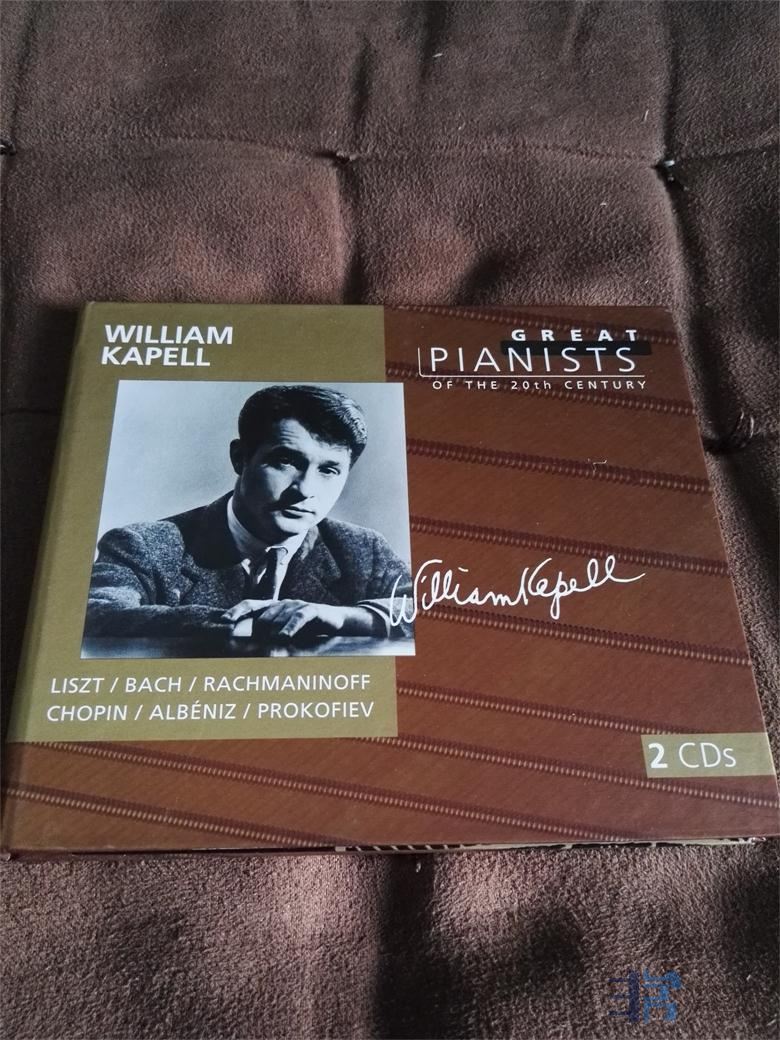 WILLIAM
KAPELL
GREAT
PIANISTS
OF THE 20th CENTURY
William Kapell
LISZT / BACH / RACHMANINOFF
CHOPIN / ALBÉNIZ / PROKOFIEV
2 CDs